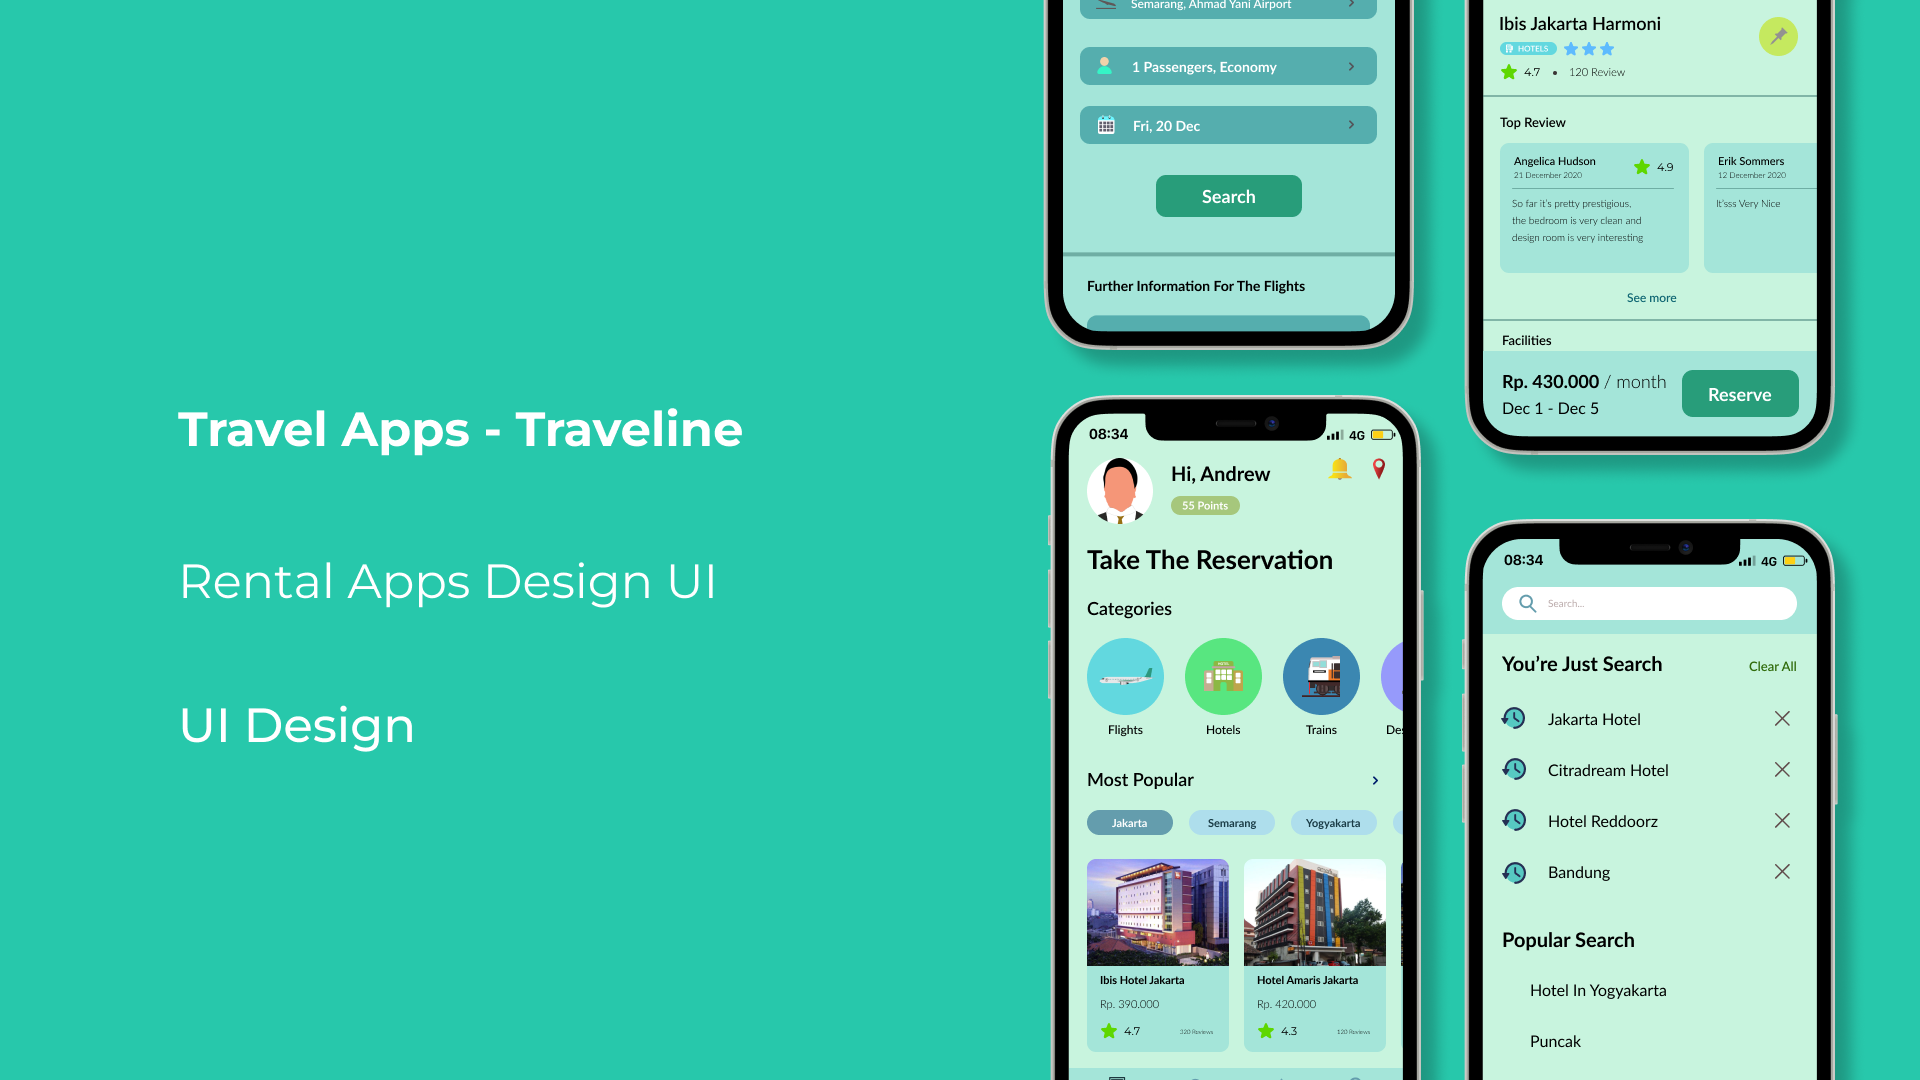 Travel Apps - Traveline
Rental Apps Design UI
UI Design
Semarang, Ahmad Yani Airport
1 Passengers, Economy
Fri, 20 Dec
Search
Further Information For The Flights
Ibis Jakarta Harmoni
HOTELS
4.7 • 120 Review
Top Review
Angelica Hudson
21 December 2020
4.9
So far it's pretty prestigious,
the bedroom is very clean and
design room is very interesting
Erik Sommers
12 December 2020
It'sss Very Nice
See more
Facilities
Rp. 430.000 / month
Dec 1 - Dec 5
Reserve
08:34
4G
Hi, Andrew
55 Points
Take The Reservation
Categories
HOTEL
Flights
Hotels
Trains
Des
Most Popular
Jakarta
Semarang
Yogyakarta
Ibis Hotel Jakarta
Rp. 390.000
4.7
320 Reviews
Hotel Amaris Jakarta
Rp. 420.000
4.3
120 Reviews
08:34
4G
Search...
You're Just Search
Clear All
Jakarta Hotel
Citradream Hotel
Hotel Reddoorz
Bandung
Popular Search
Hotel In Yogyakarta
Puncak